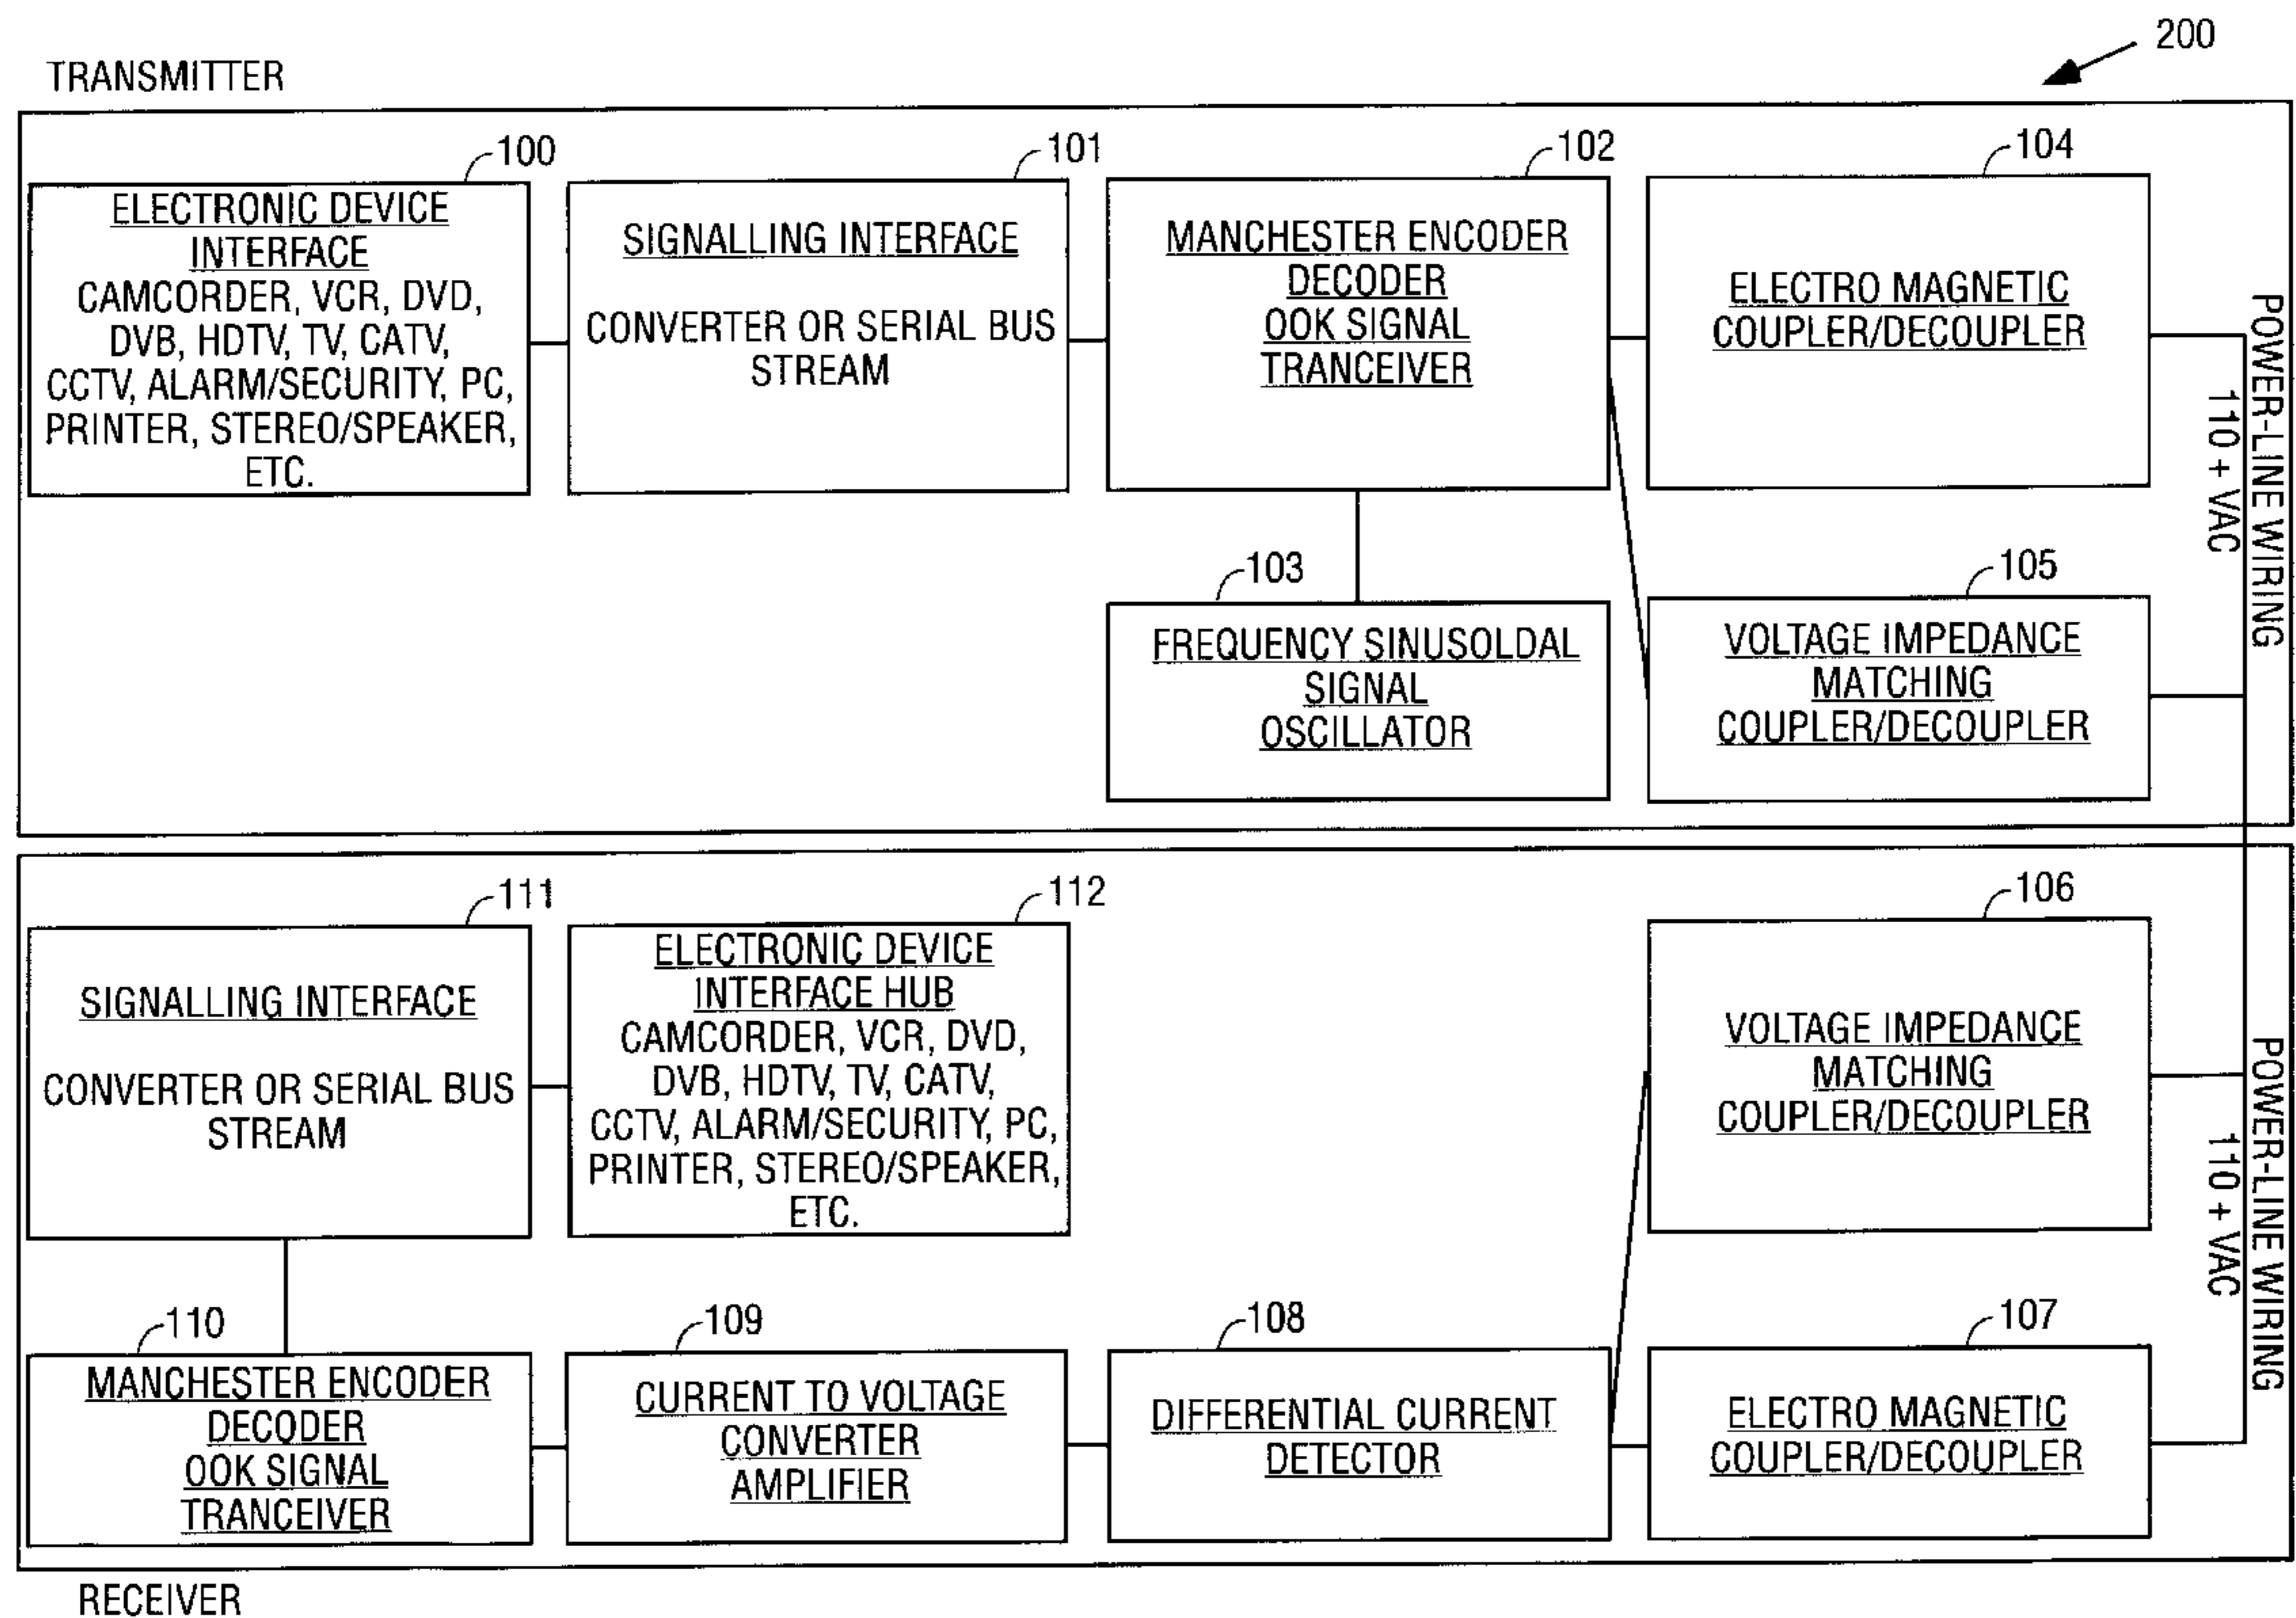 200
TRANSMITTER
100
ELECTRONIC DEVICE
INTERFACE
CAMCORDER, VCR, DVD,
DVB, HDTV, TV, CATV,
CCTV, ALARM/SECURITY, PC,
PRINTER, STEREO/SPEAKER,
ETC.
101
SIGNALLING INTERFACE
CONVERTER OR SERIAL BUS
STREAM
102
MANCHESTER ENCODER
DECODER
OOK SIGNAL
TRANCEIVER
104
ELECTRO MAGNETIC
COUPLER/DECOUPLER
103
FREQUENCY SINUSOLDAL
SIGNAL
OSCILLATOR
105
VOLTAGE IMPEDANCE
MATCHING
COUPLER/DECOUPLER
POWER-LINE WIRING
110 + VAC
111
SIGNALLING INTERFACE
CONVERTER OR SERIAL BUS
STREAM
112
ELECTRONIC DEVICE
INTERFACE HUB
CAMCORDER, VCR, DVD,
DVB, HDTV, TV, CATV,
CCTV, ALARM/SECURITY, PC,
PRINTER, STEREO/SPEAKER,
ETC.
106
VOLTAGE IMPEDANCE
MATCHING
COUPLER/DECOUPLER
POWER-LINE WIRING
110 + VAC
110
MANCHESTER ENCODER
DECODER
OOK SIGNAL
TRANCEIVER
109
CURRENT TO VOLTAGE
CONVERTER
AMPLIFIER
108
DIFFERENTIAL CURRENT
DETECTOR
107
ELECTRO MAGNETIC
COUPLER/DECOUPLER
RECEIVER